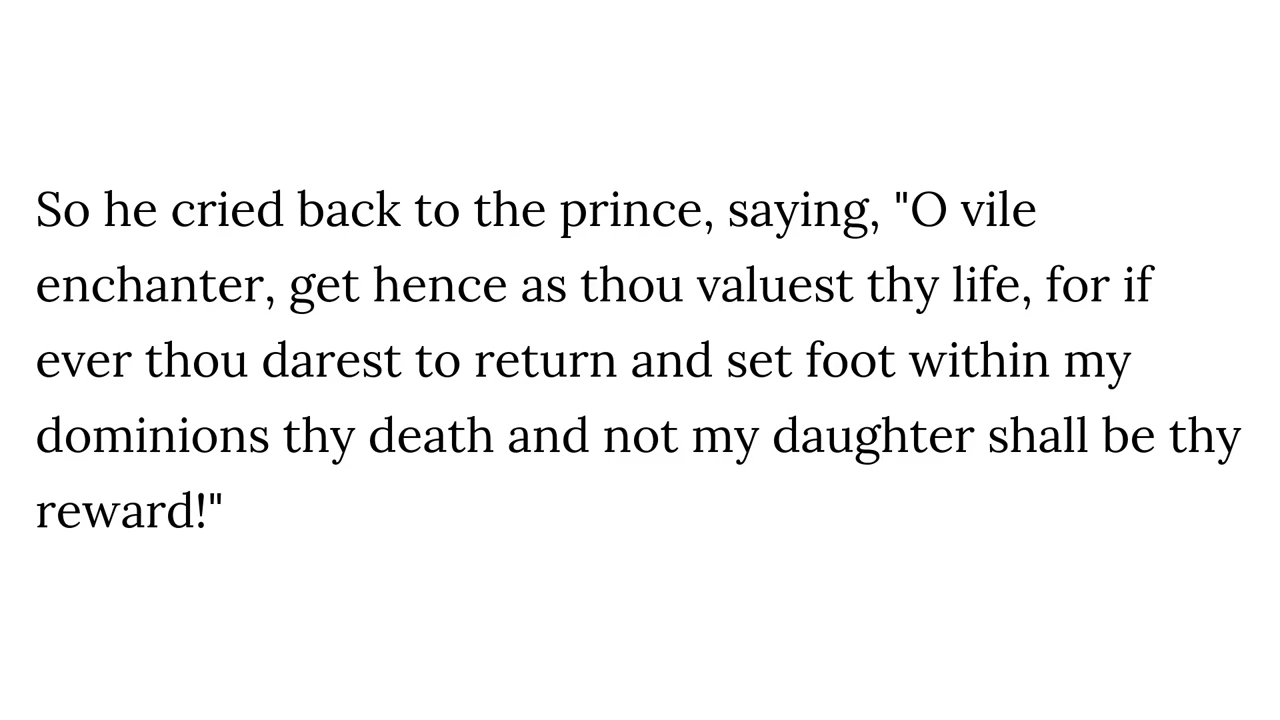 So he cried back to the prince, saying, "O vile
enchanter, get hence as thou valuest thy life, for if
ever thou darest to return and set foot within my
dominions thy death and not my daughter shall be thy
reward!"